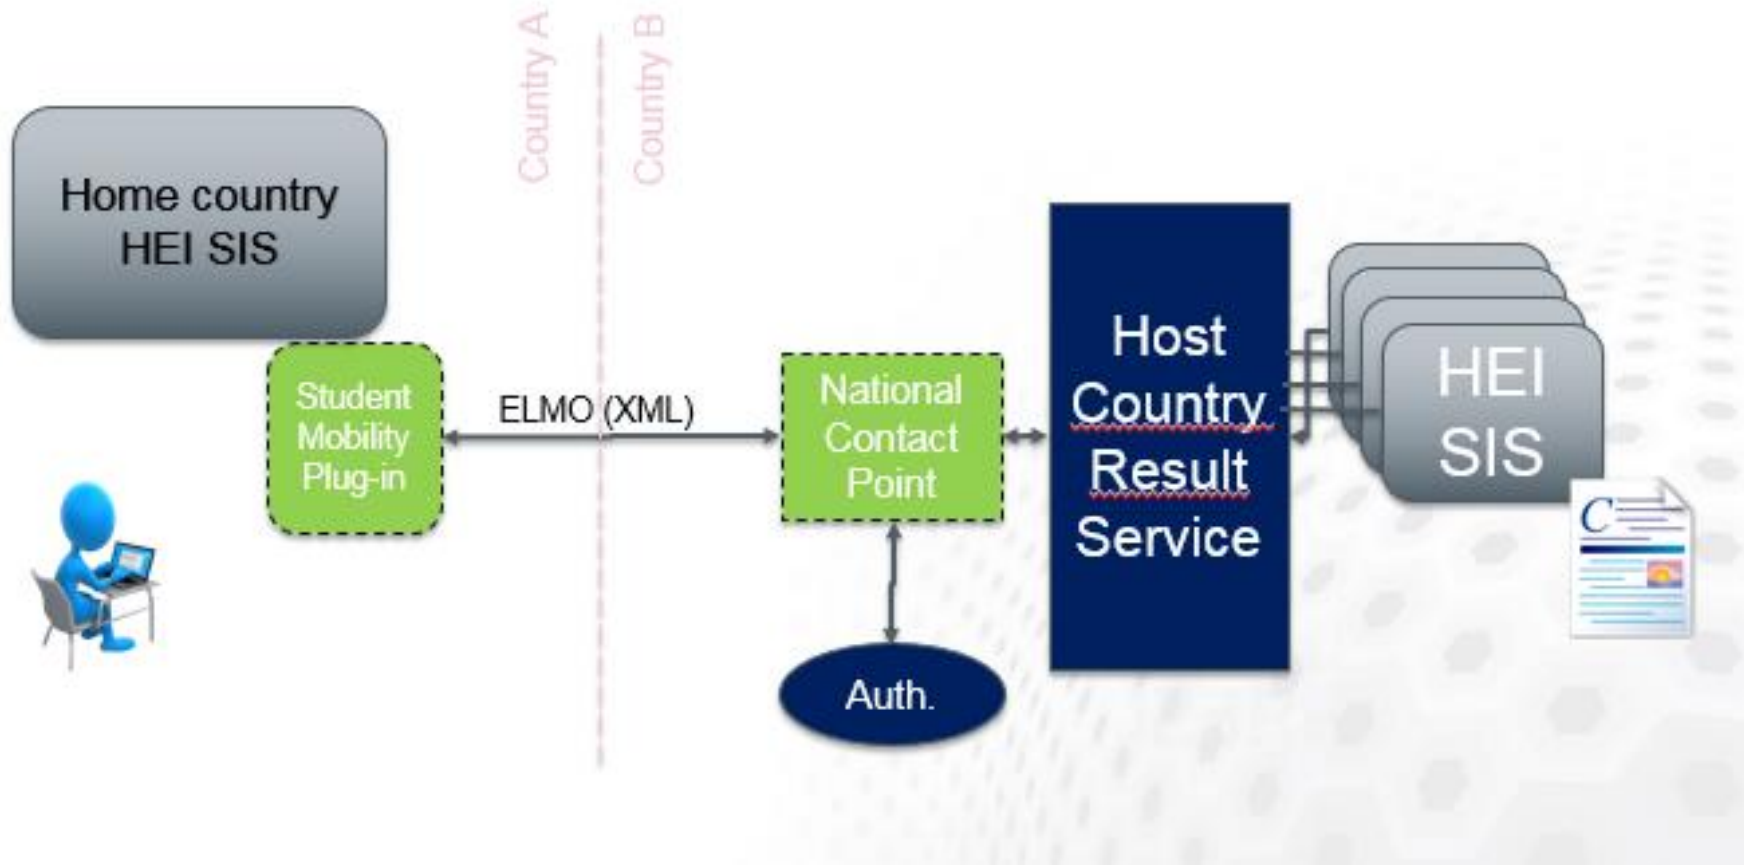 Country A
Country B
Home country
HEI SIS
Student
Mobility
Plug-in
ELMO (XML)
National
Contact
Point
Auth.
Host
Country
Result
Service
HEI
SIS
C